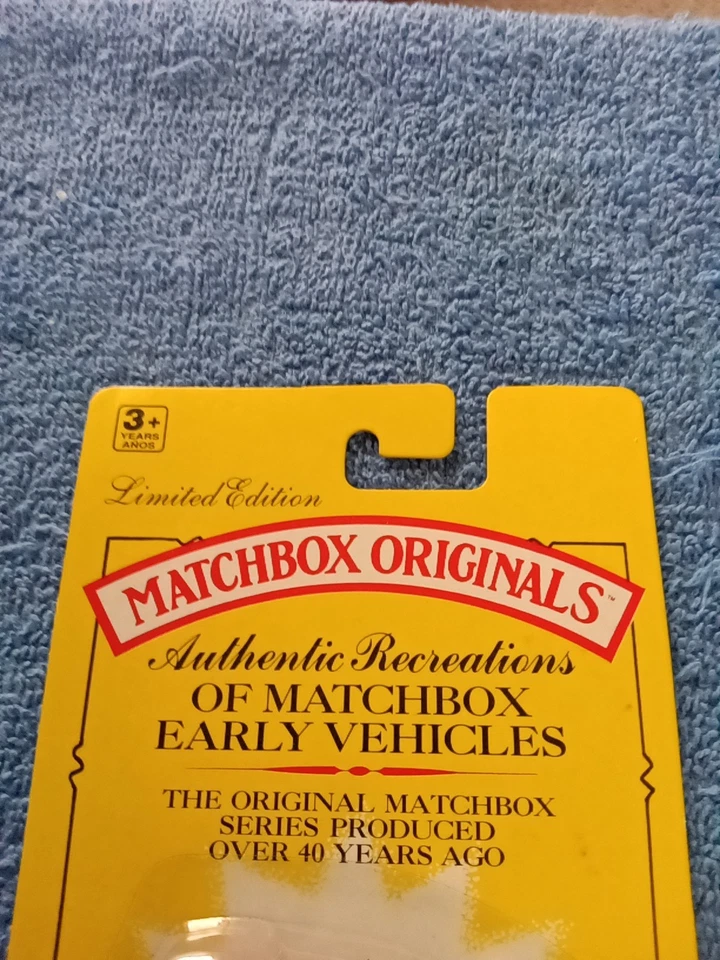 3+
YEARS
AÑOS
Limited Edition
MATCHBOX ORIGINALS™
Authentic Recreations
OF MATCHBOX
EARLY VEHICLES
THE ORIGINAL MATCHBOX
SERIES PRODUCED
OVER 40 YEARS AGO